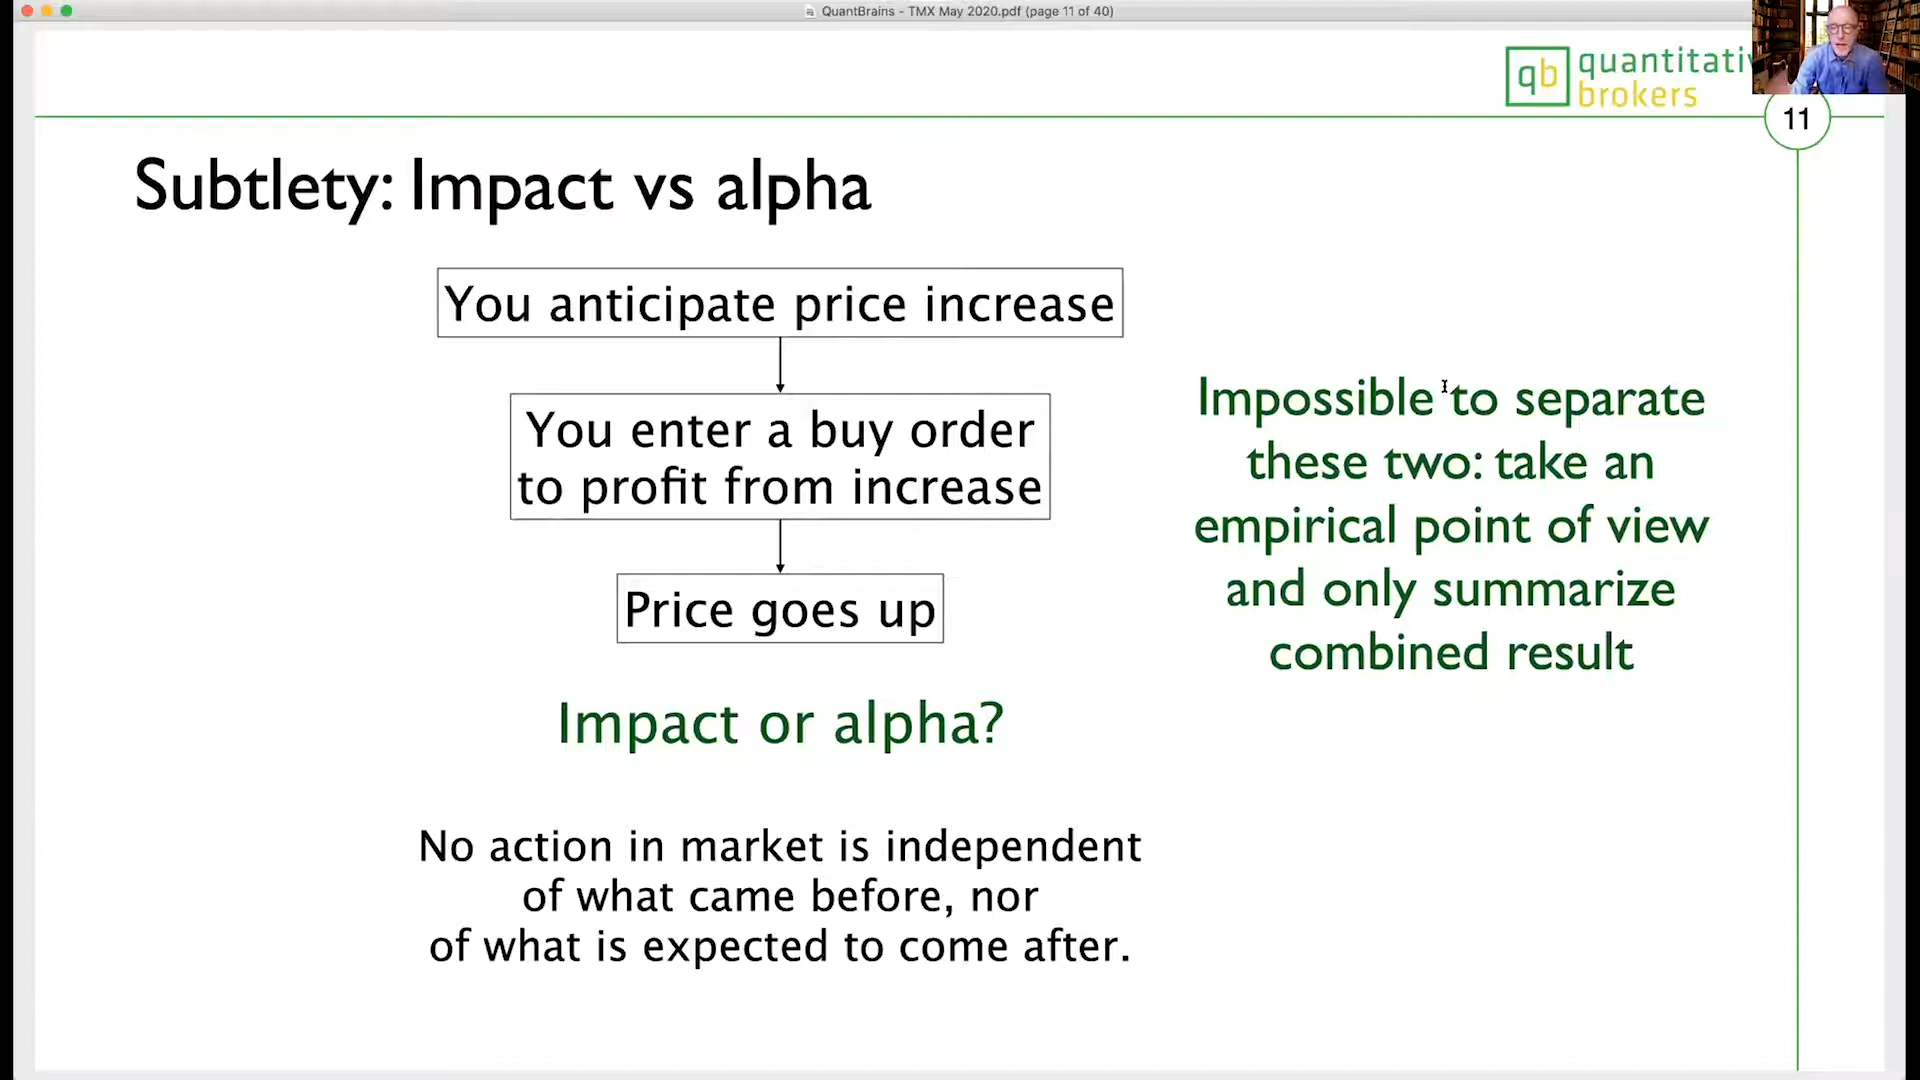 QuantBrains - TMX May 2020.pdf (page 11 of 40)
qb quantitati
brokers
11
Subtlety: Impact vs alpha
You anticipate price increase
You enter a buy order
to profit from increase
Price goes up
Impact or alpha?
No action in market is independent
of what came before, nor
of what is expected to come after.
Impossible to separate
these two: take an
empirical point of view
and only summarize
combined result